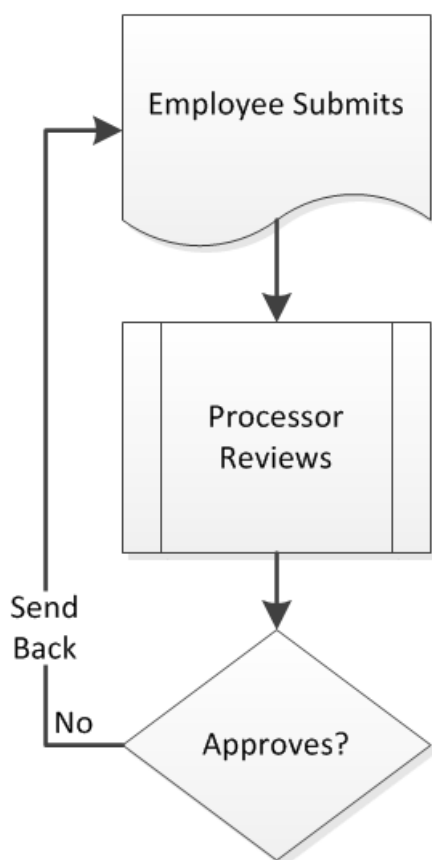 Employee Submits
Processor
Reviews
Send
Back
No
Approves?